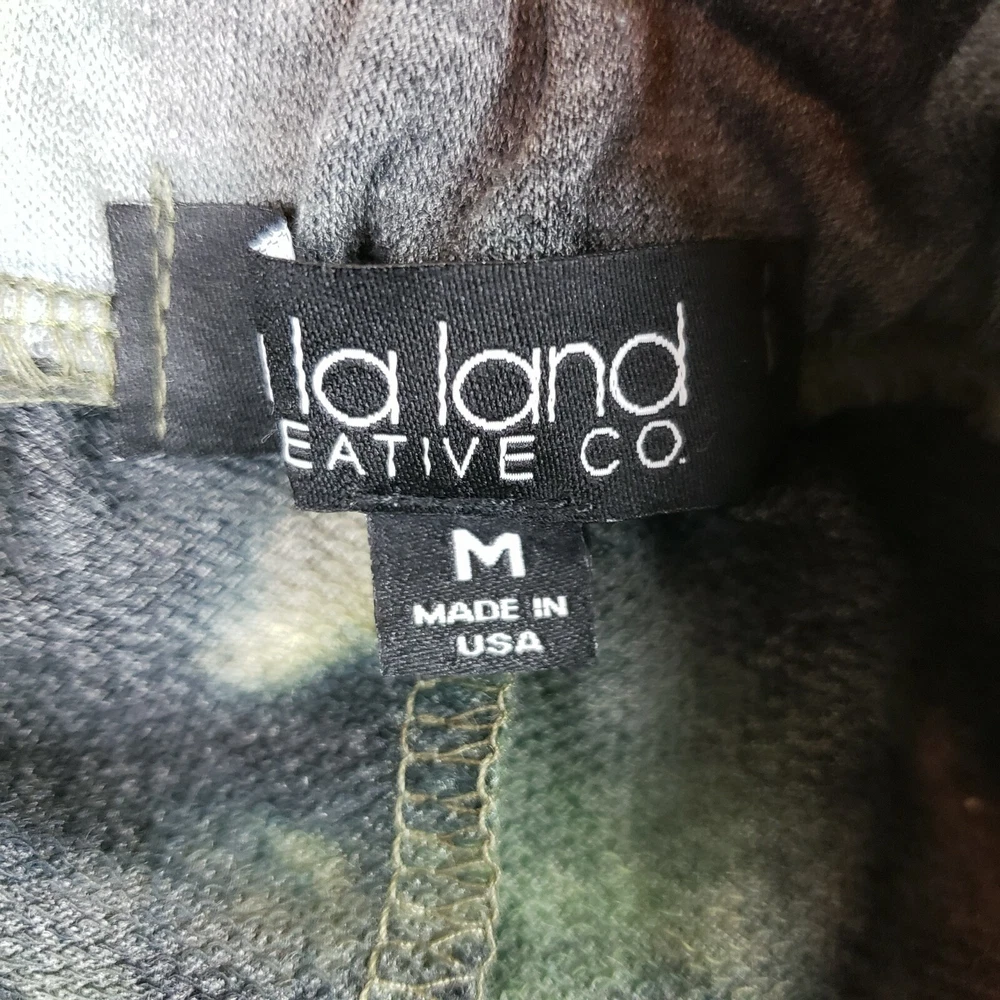 la land
EATIVE CO.
M
MADE IN
USA